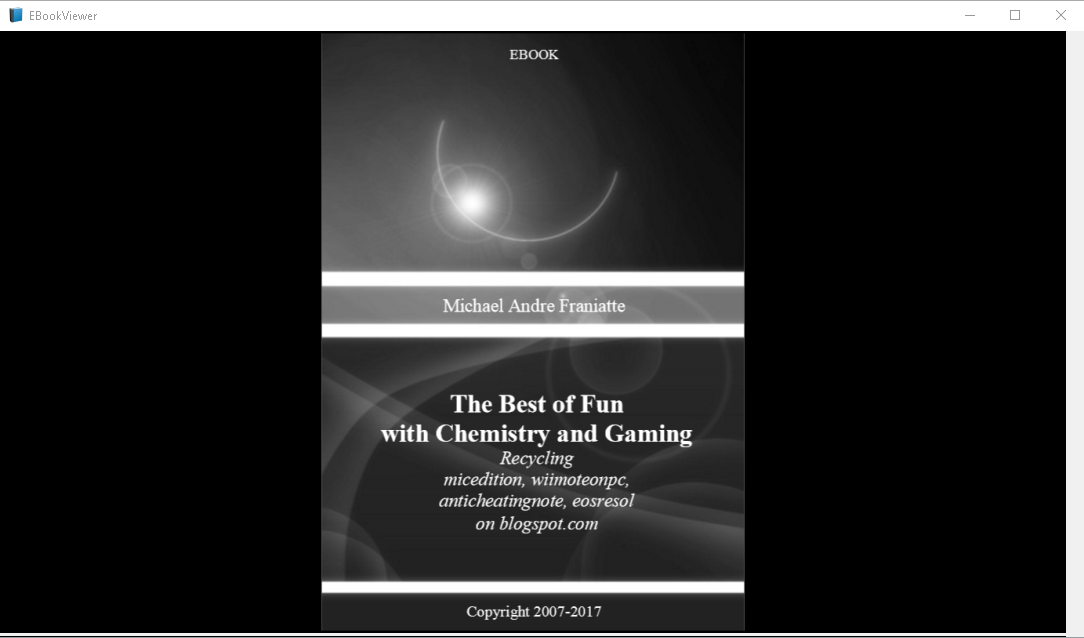 EBookViewer
EBOOK
Michael Andre Franiatte
The Best of Fun
with Chemistry and Gaming
Recycling
micedition, wiimoteonpc,
anticheatingnote, eosresol
on blogspot.com
Copyright 2007-2017